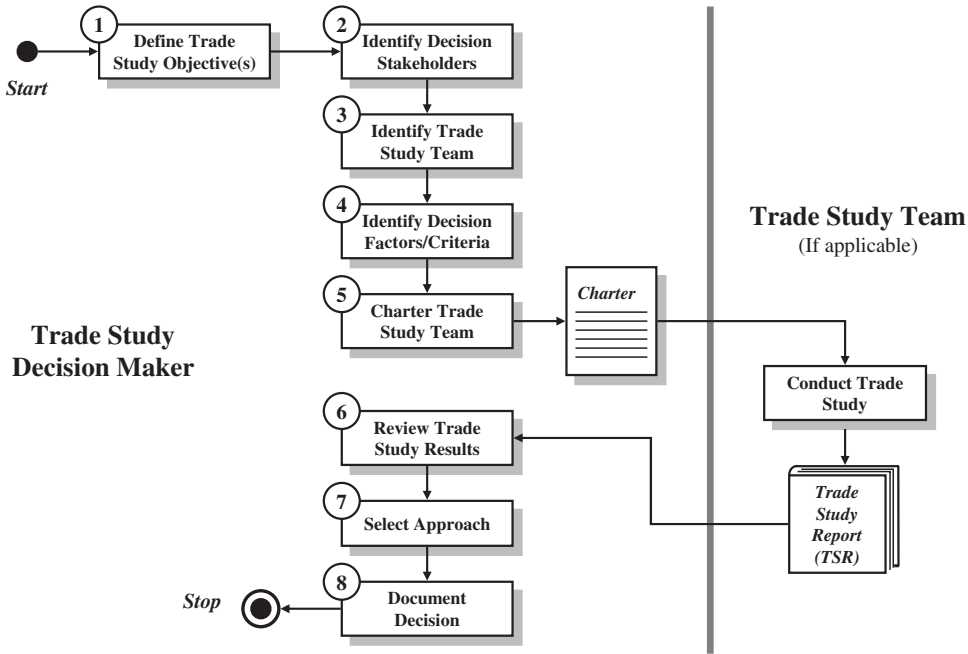 1
Define Trade
Study Objective(s)
Start
2
Identify Decision
Stakeholders
3
Identify Trade
Study Team
4
Identify Decision
Factors/Criteria
5
Charter Trade
Study Team
Charter
Trade Study Team
(If applicable)
Trade Study
Decision Maker
Conduct Trade
Study
Trade
Study
Report
(TSR)
6
Review Trade
Study Results
7
Select Approach
8
Document
Decision
Stop